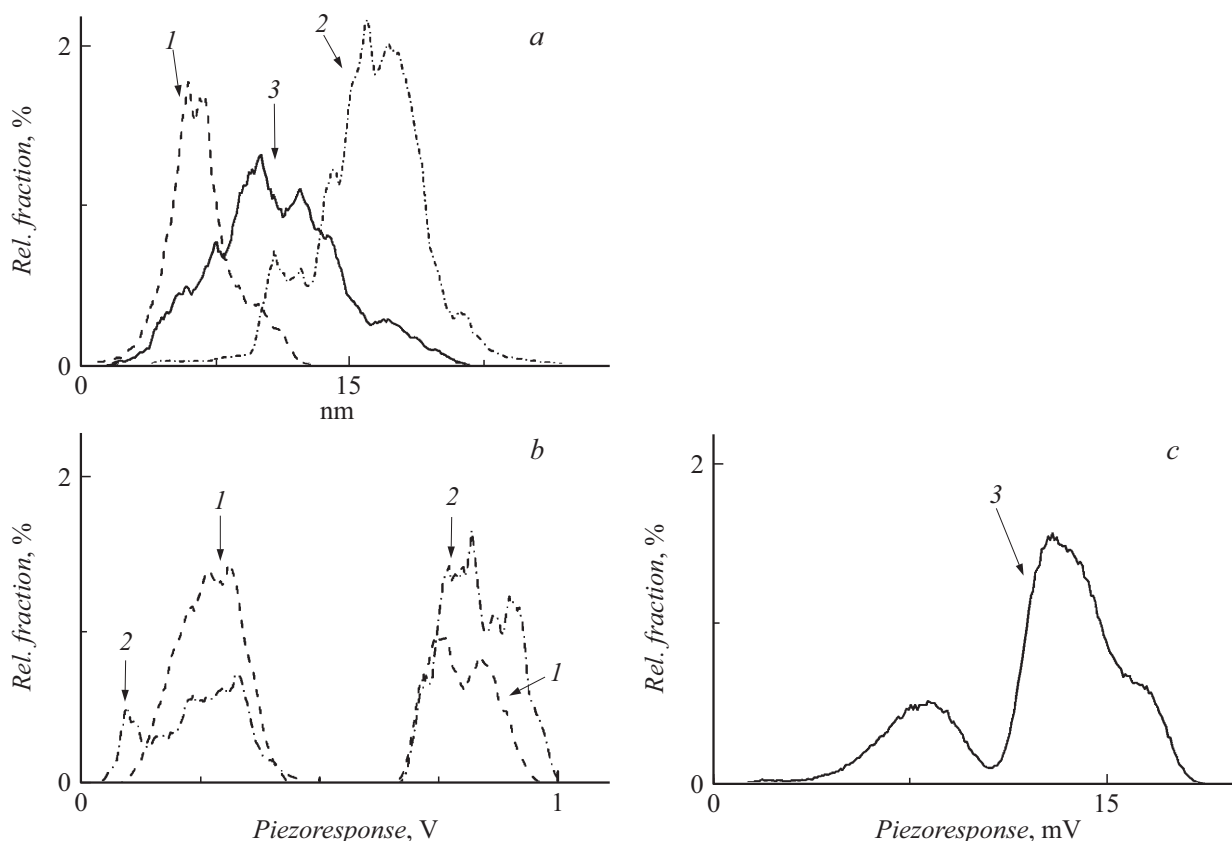 a
2
1
2
3
Rel. fraction, %
0
0
15
nm
b
2
1
2
2
1
Rel. fraction, %
0
0
1
Piezoresponse, V
c
2
3
Rel. fraction, %
0
0
15
Piezoresponse, mV